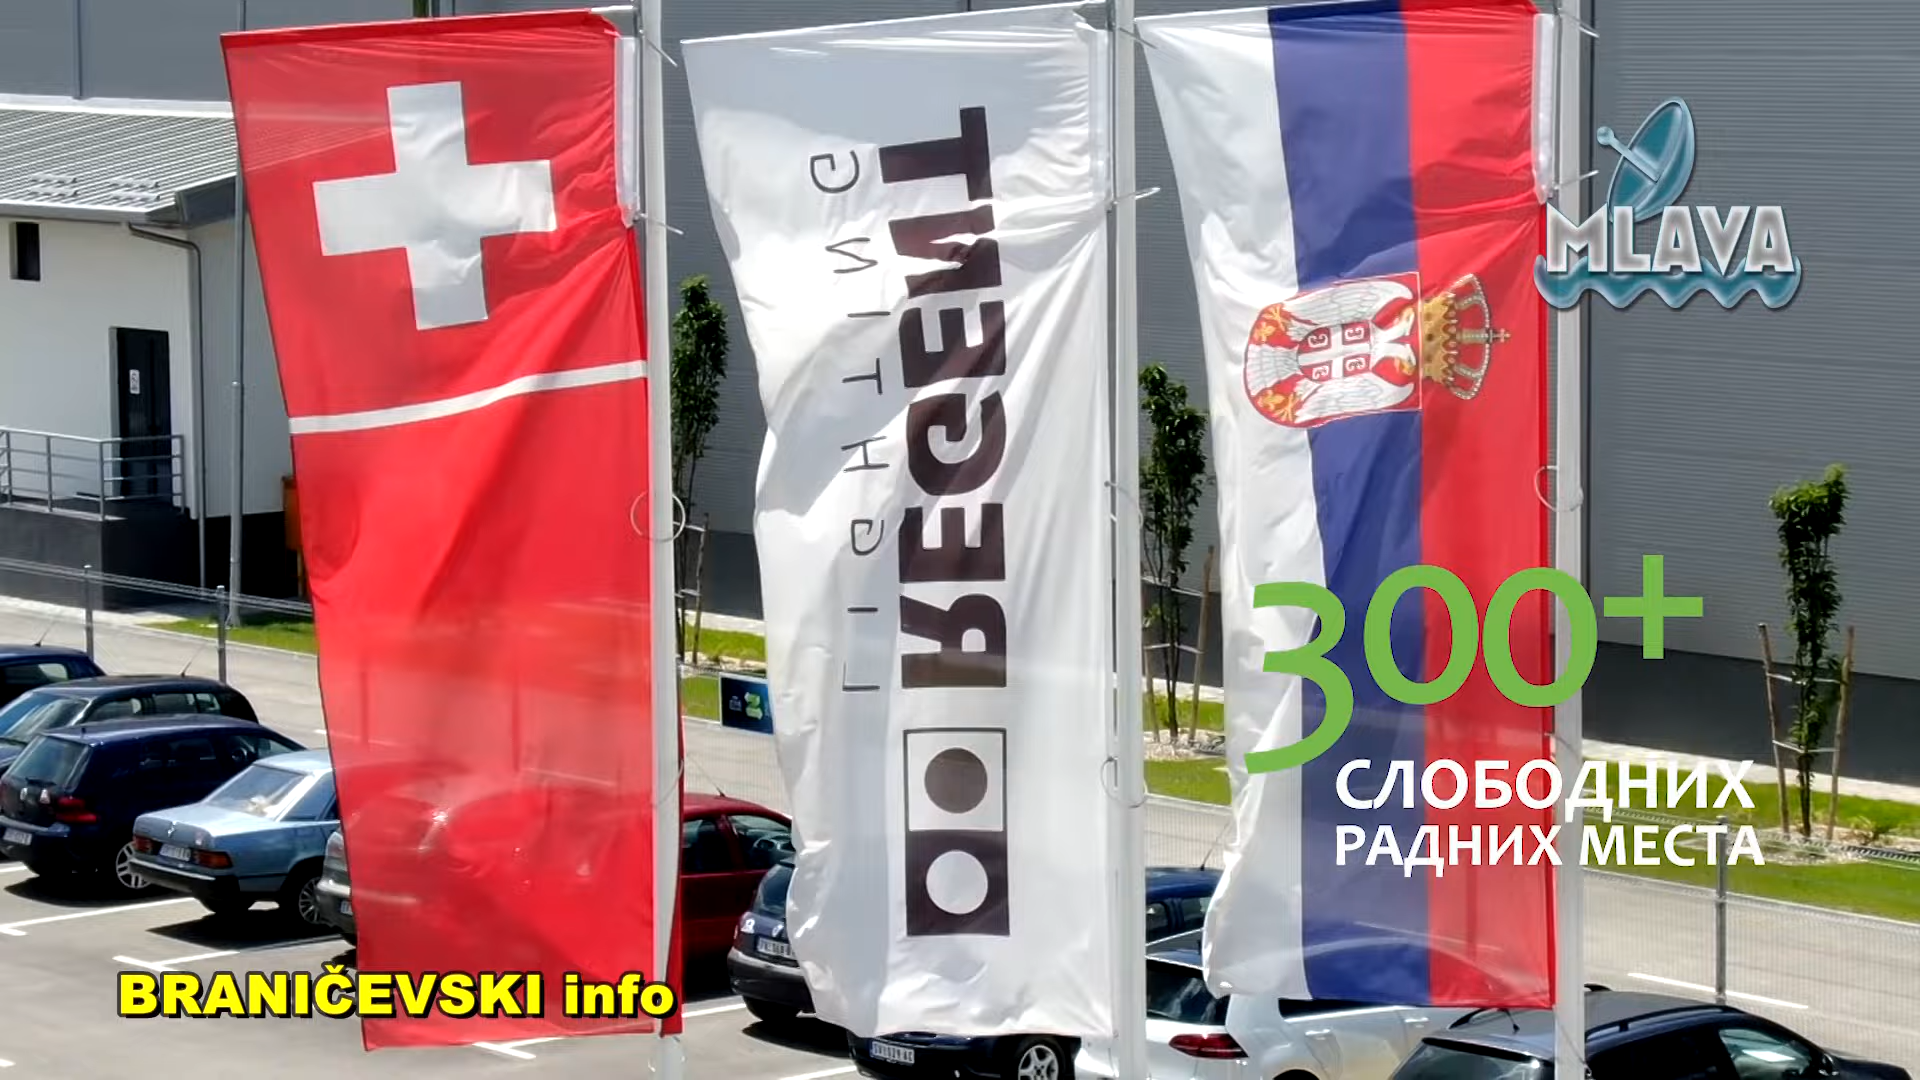 MLAVA
REGENT
LIGHTING
300+
СЛОБОДНИХ
РАДНИХ МЕСТА
BRANIČEVSKI info